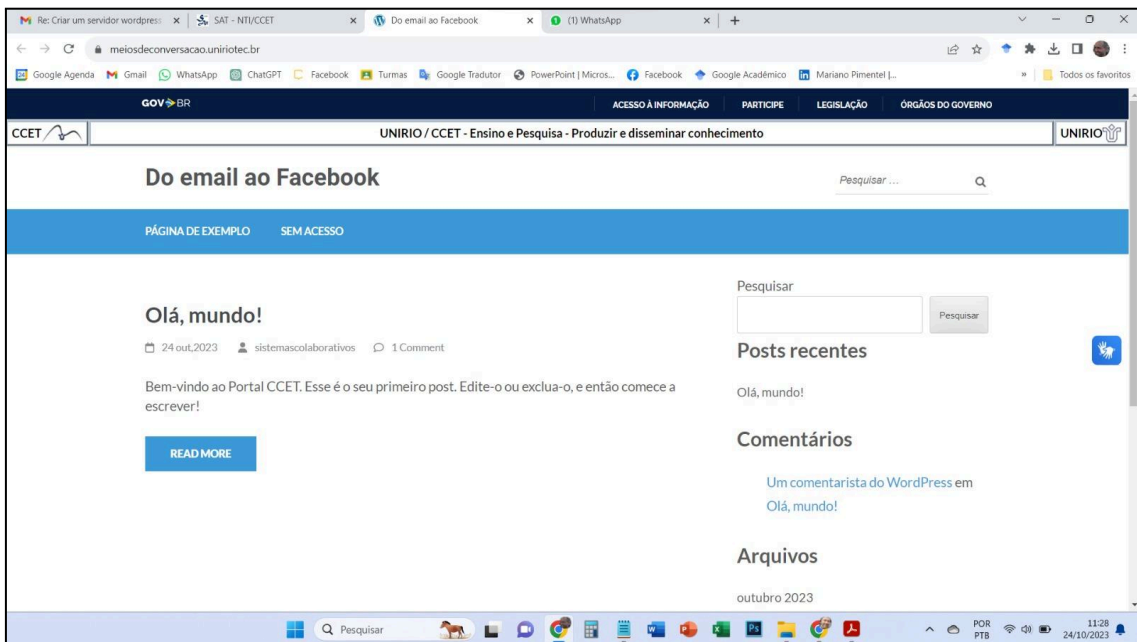 Re: Criar um servidor wordpress
SAT - NTI/CCET
Do email ao Facebook
(1) WhatsApp
meiosdeconversacao.uniriotec.br
Google Agenda
Gmail
WhatsApp
ChatGPT
Facebook
Turmas
Google Tradutor
PowerPoint | Micros...
Facebook
Google Acadêmico
Mariano Pimentel |...
»
Todos os favoritos
GOV BR
ACESSO À INFORMAÇÃO
PARTICIPE
LEGISLAÇÃO
ÓRGÃOS DO GOVERNO
CCET
UNIRIO / CCET - Ensino e Pesquisa - Produzir e disseminar conhecimento
UNIRIO
Do email ao Facebook
Pesquisar ...
PÁGINA DE EXEMPLO
SEM ACESSO
Olá, mundo!
24 out,2023
sistemascolaborativos
1 Comment
Bem-vindo ao Portal CCET. Esse é o seu primeiro post. Edite-o ou exclua-o, e então comece a
escrever!
READ MORE
Pesquisar
Pesquisar
Posts recentes
Olá, mundo!
Comentários
Um comentarista do WordPress em
Olá, mundo!
Arquivos
outubro 2023
Pesquisar
POR
PTB
11:28
24/10/2023